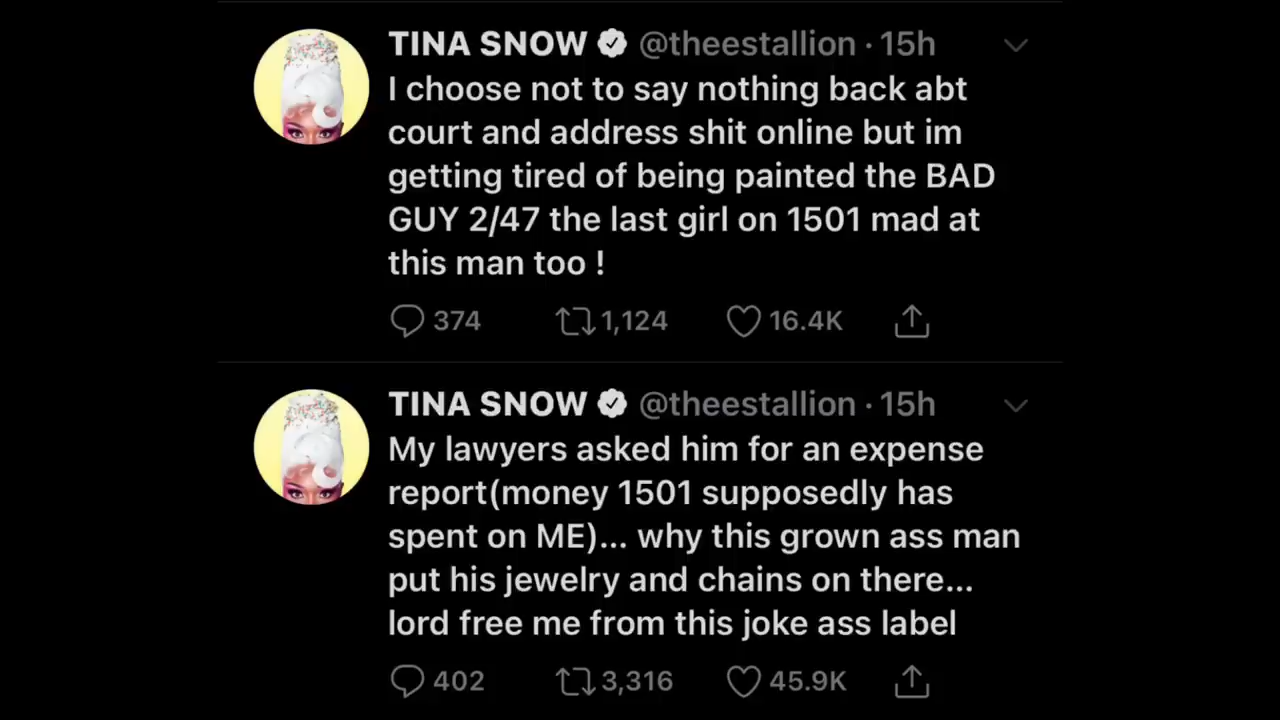 TINA SNOW @theestallion · 15h
I choose not to say nothing back abt
court and address shit online but im
getting tired of being painted the BAD
GUY 2/47 the last girl on 1501 mad at
this man too !
374 1,124 16.4K
TINA SNOW @theestallion · 15h
My lawyers asked him for an expense
report(money 1501 supposedly has
spent on ME)... why this grown ass man
put his jewelry and chains on there...
lord free me from this joke ass label
402 3,316 45.9K